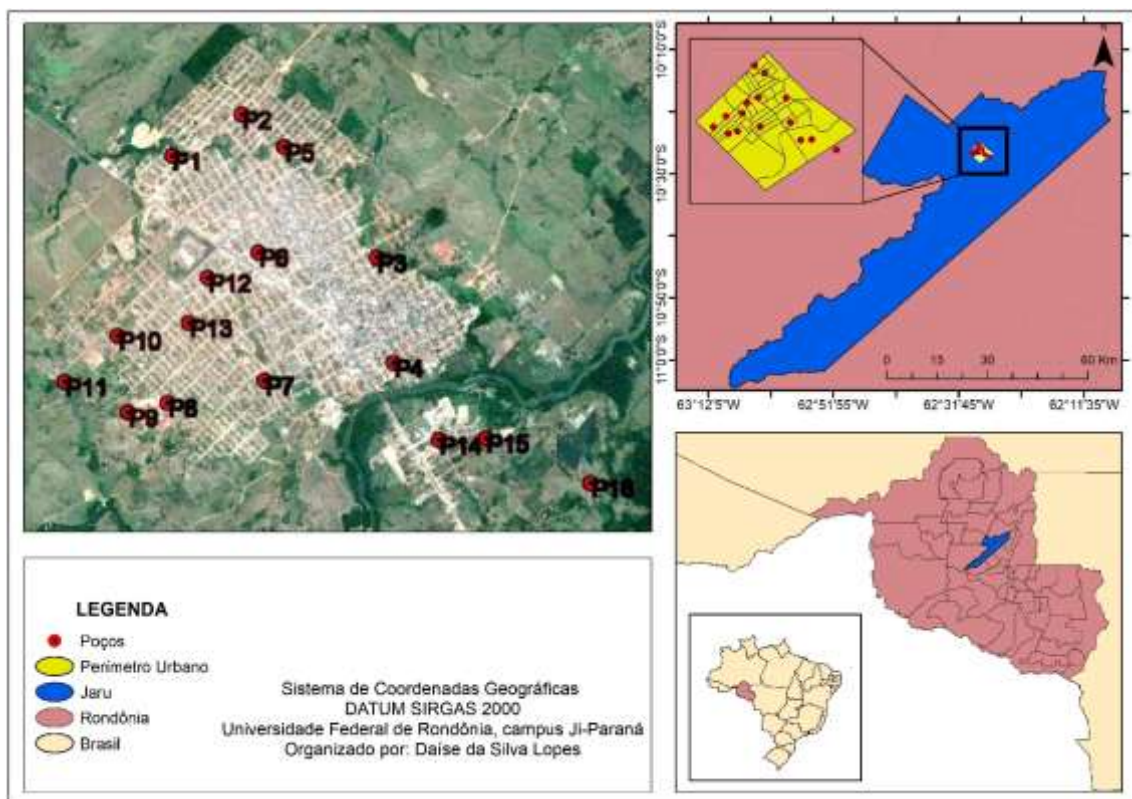 P2
P5
P1
P6
P3
P12
P13
P10
P4
P11
P7
P8
P9
P14
P15
P16
10°10'0"S
10°30'0"S
10°50'0"S
11°0'0"S
0 15 30 60 Km
63°12'5"W 62°51'55"W 62°31'45"W 62°11'35"W
LEGENDA
Poços
Perímetro Urbano
Jaru
Rondônia
Brasil
Sistema de Coordenadas Geográficas
DATUM SIRGAS 2000
Universidade Federal de Rondônia, campus Ji-Paraná
Organizado por: Daíse da Silva Lopes